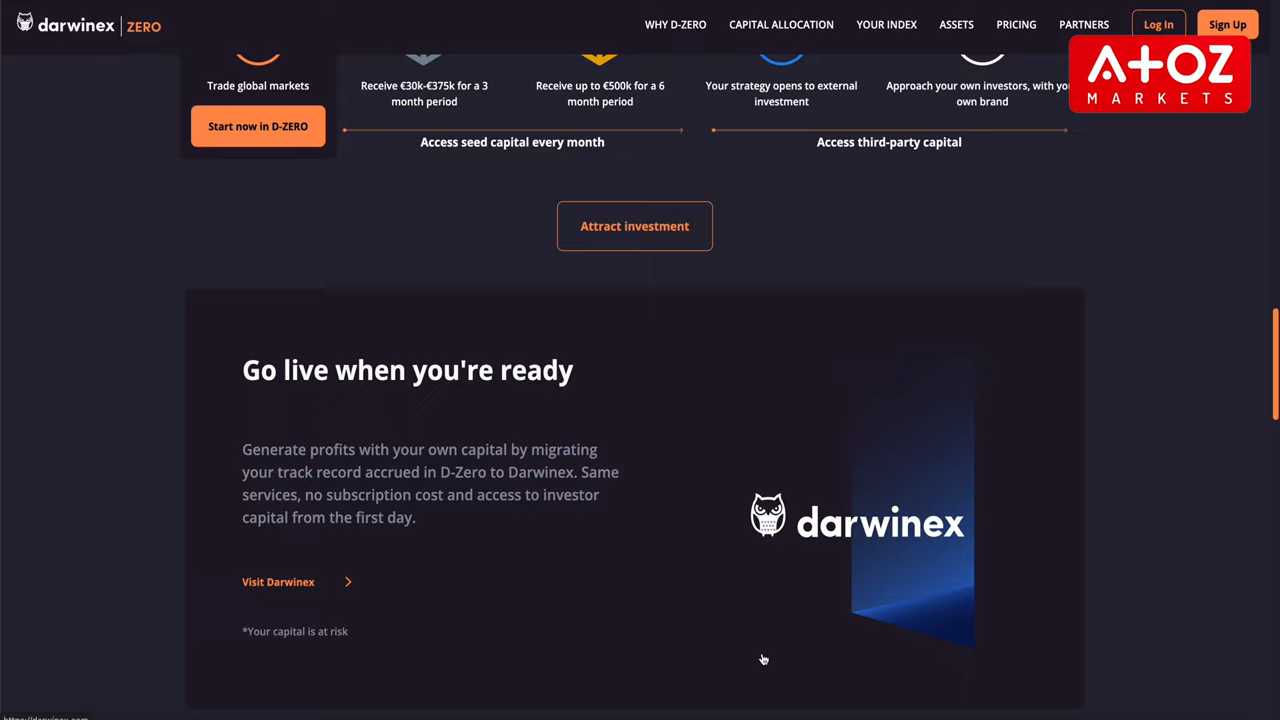 darwinex | ZERO
WHY D-ZERO
CAPITAL ALLOCATION
YOUR INDEX
ASSETS
PRICING
PARTNERS
Log In
Sign Up
A+OZ
MARKETS
Trade global markets
Start now in D-ZERO
Receive €30k-€375k for a 3
month period
Receive up to €500k for a 6
month period
Your strategy opens to external
investment
Approach your own investors, with
own brand
Access seed capital every month
Access third-party capital
Attract investment
Go live when you're ready
Generate profits with your own capital by migrating
your track record accrued in D-Zero to Darwinex. Same
services, no subscription cost and access to investor
capital from the first day.
darwinex
Visit Darwinex
*Your capital is at risk